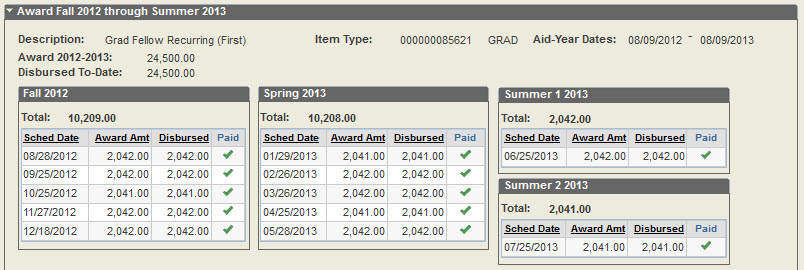 Award Fall 2012 through Summer 2013
Description: Grad Fellow Recurring (First) Item Type: 000000085621 GRAD Aid-Year Dates: 08/09/2012 - 08/09/2013
Award 2012-2013: 24,500.00
Disbursed To-Date: 24,500.00
Fall 2012
Total: 10,209.00
Sched Date Award Amt Disbursed Paid
08/28/2012 2,042.00 2,042.00
09/25/2012 2,042.00 2,042.00
10/25/2012 2,041.00 2,041.00
11/27/2012 2,042.00 2,042.00
12/18/2012 2,042.00 2,042.00
Spring 2013
Total: 10,208.00
Sched Date Award Amt Disbursed Paid
01/29/2013 2,041.00 2,041.00
02/26/2013 2,042.00 2,042.00
03/26/2013 2,042.00 2,042.00
04/25/2013 2,041.00 2,041.00
05/28/2013 2,042.00 2,042.00
Summer 1 2013
Total: 2,042.00
Sched Date Award Amt Disbursed Paid
06/25/2013 2,042.00 2,042.00
Summer 2 2013
Total: 2,041.00
Sched Date Award Amt Disbursed Paid
07/25/2013 2,041.00 2,041.00